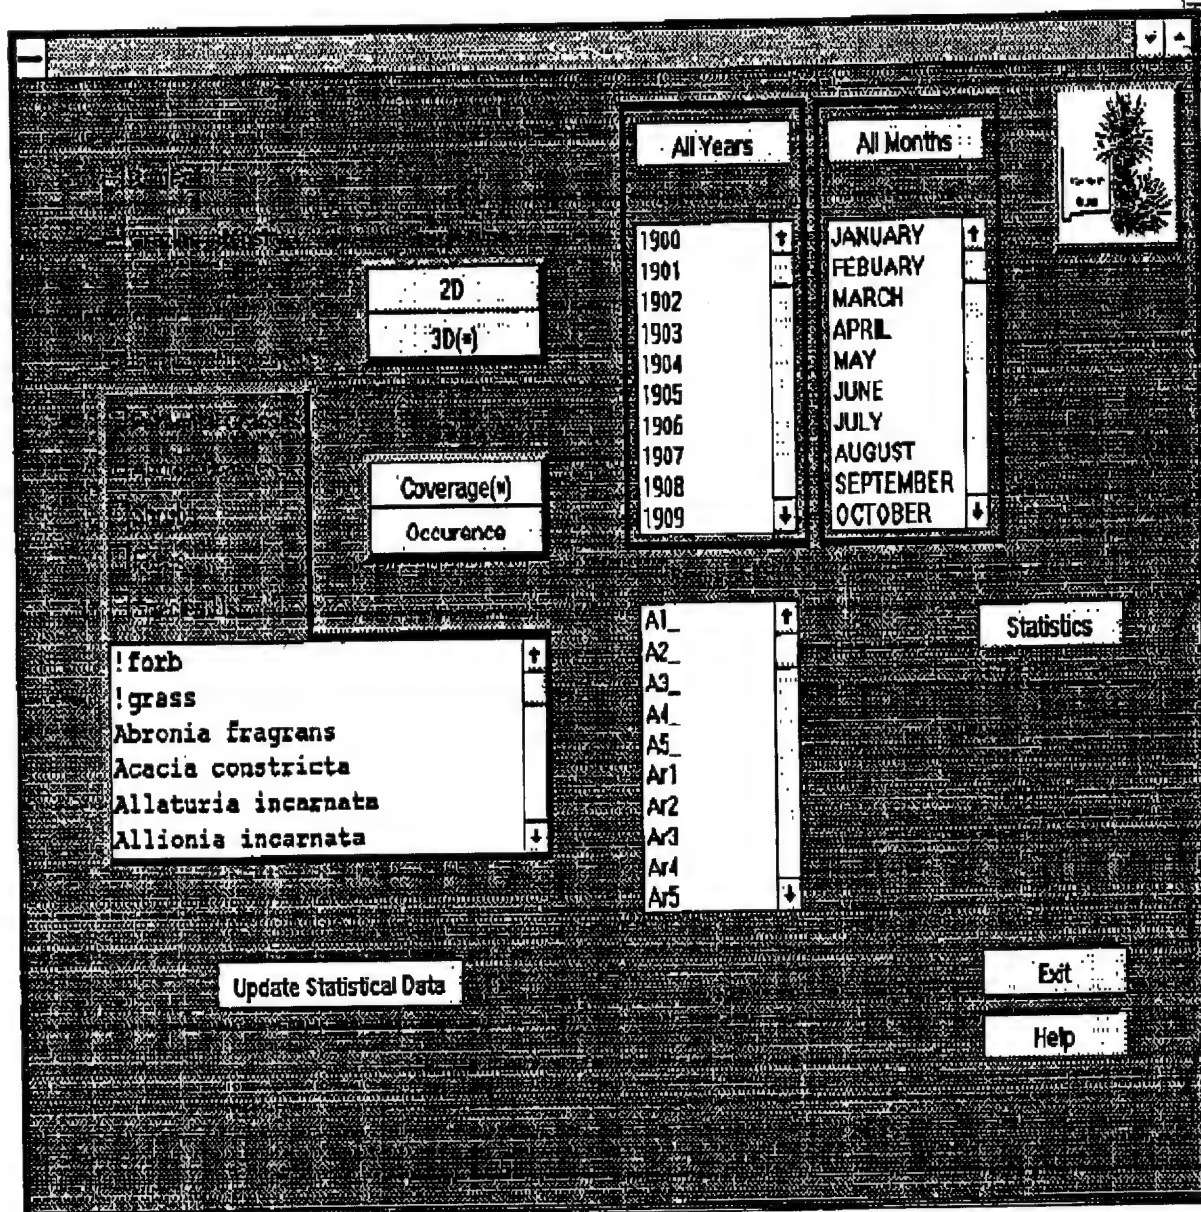 All Years
All Months
1900
1901
1902
1903
1904
1905
1906
1907
1908
1909
JANUARY
FEBUARY
MARCH
APRIL
MAY
JUNE
JULY
AUGUST
SEPTEMBER
OCTOBER
2D
3D(*)
Coverage(*)
Occurence
!forb
!grass
Abronia fragrans
Acacia constricta
Allaturia incarnata
Allionia incarnata
A1_
A2_
A3_
A4_
A5_
Ar1
Ar2
Ar3
Ar4
Ar5
Statistics
Update Statistical Data
Exit
Help